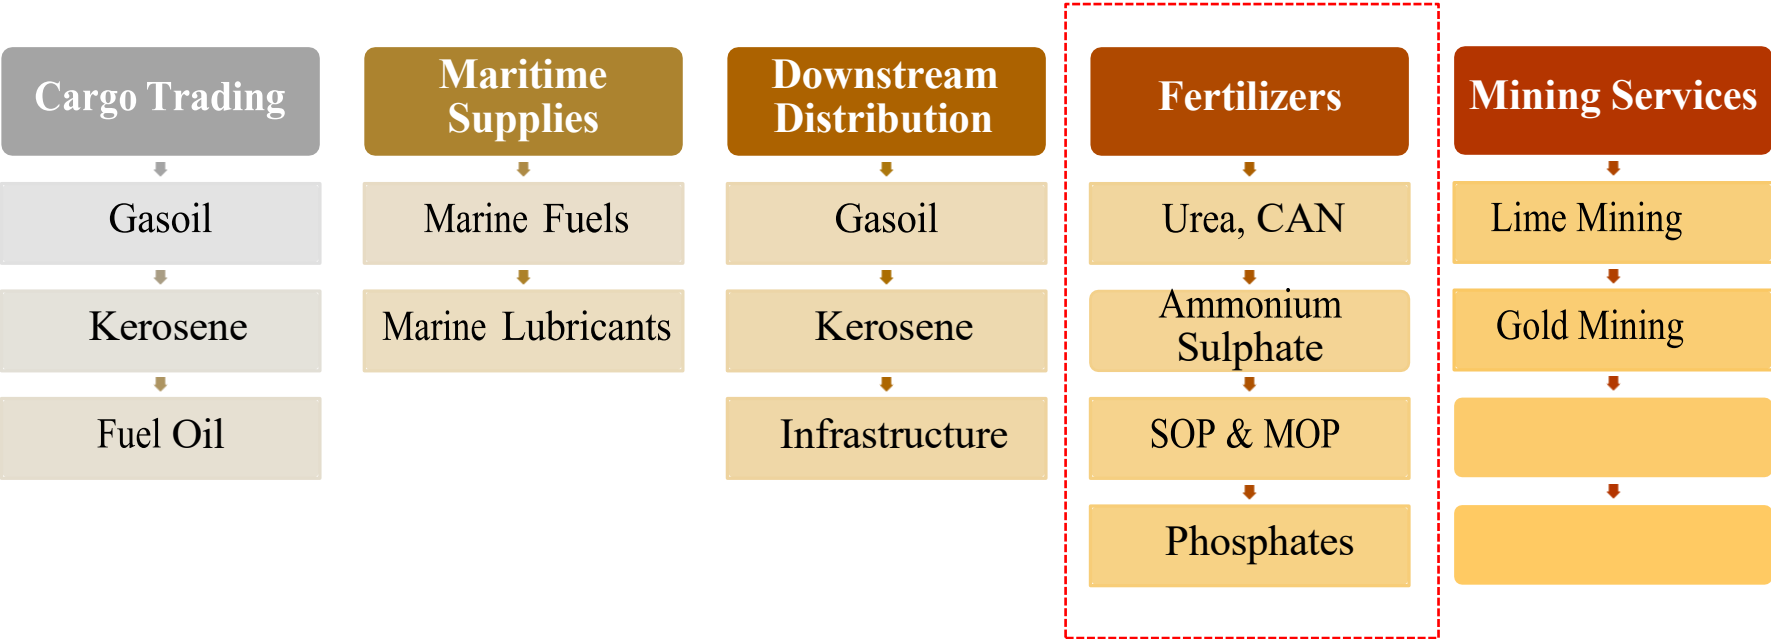 Cargo Trading
Gasoil
Kerosene
Fuel Oil
Maritime
Supplies
Marine Fuels
Marine Lubricants
Downstream
Distribution
Gasoil
Kerosene
Infrastructure
Fertilizers
Urea, CAN
Ammonium
Sulphate
SOP & MOP
Phosphates
Mining Services
Lime Mining
Gold Mining